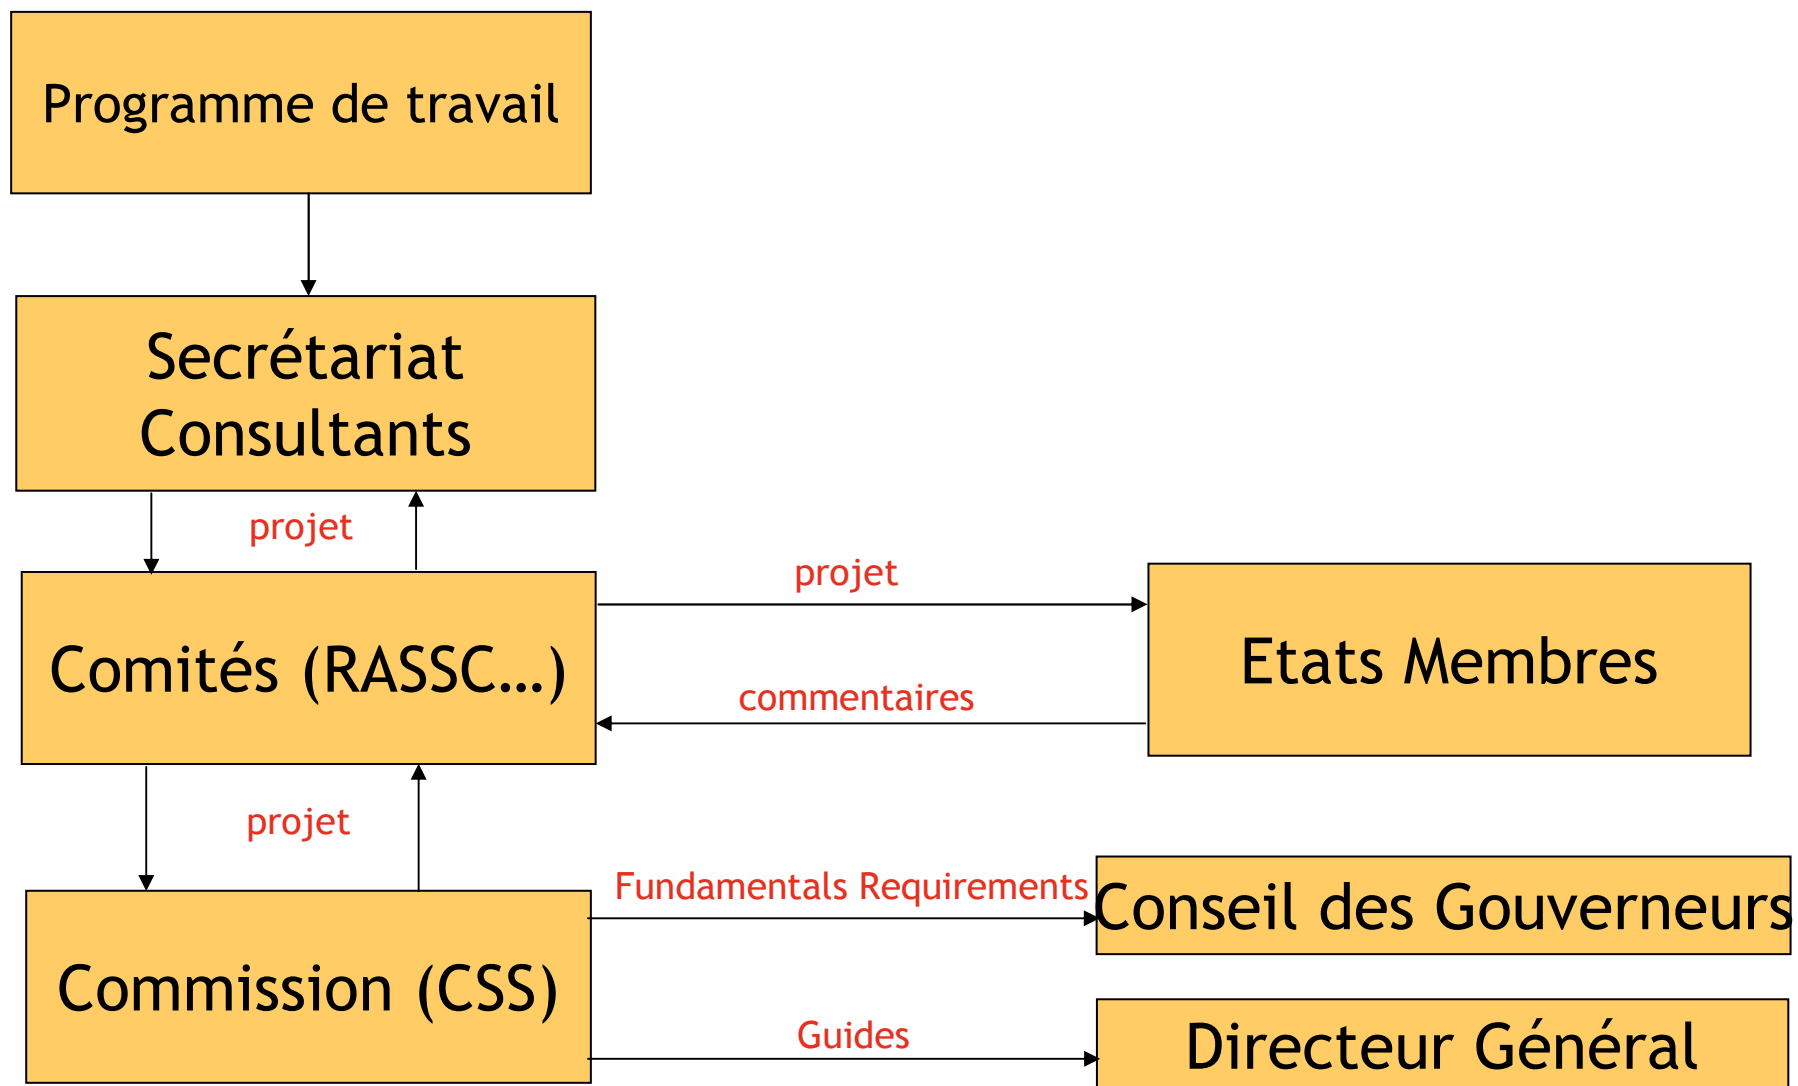 Programme de travail
Secrétariat
Consultants
projet
projet
Comités (RASSC…)
Etats Membres
commentaires
projet
Fundamentals Requirements
Conseil des Gouverneurs
Commission (CSS)
Guides
Directeur Général